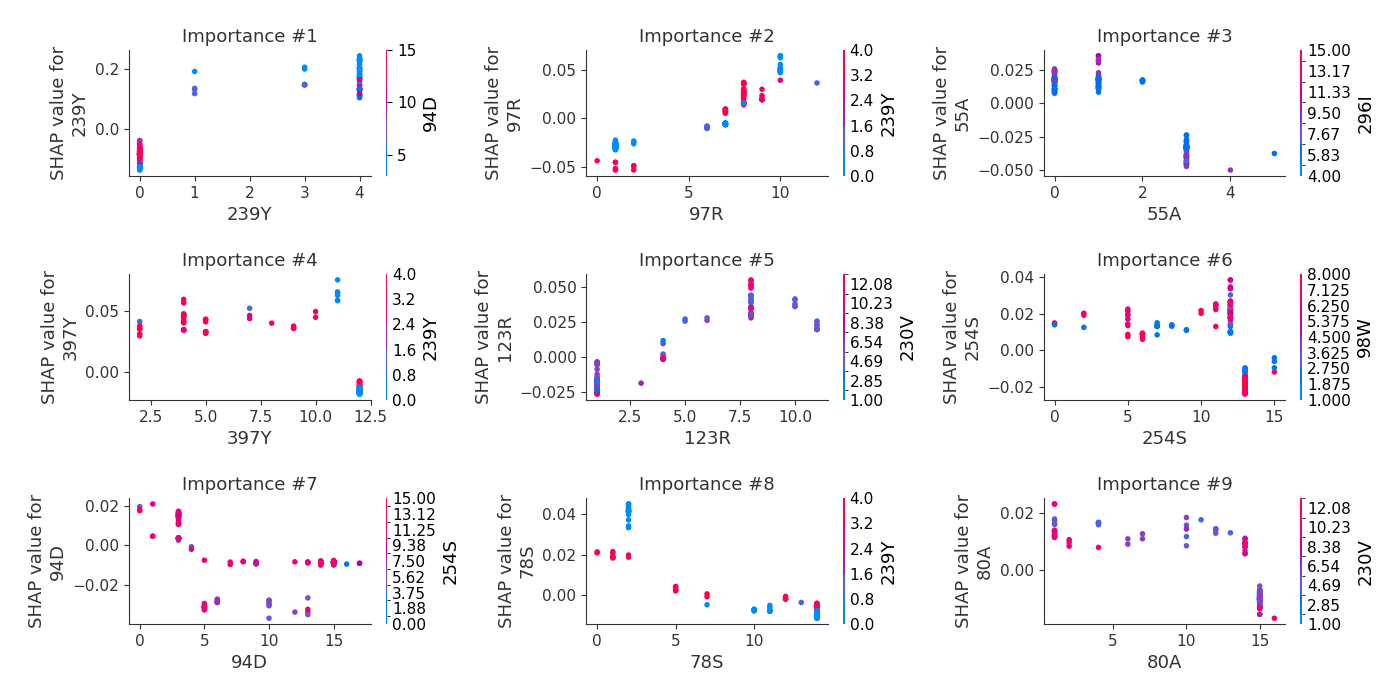 Importance #1
SHAP value for
239Y
0.2
0.0
0
1
2
3
4
239Y
15
10
5
94D
Importance #2
SHAP value for
97R
0.05
0.00
−0.05
0
5
10
97R
4.0
3.2
2.4
1.6
0.8
0.0
239Y
Importance #3
SHAP value for
55A
0.025
0.000
−0.025
−0.050
0
2
4
55A
15.00
13.17
11.33
9.50
7.67
5.83
4.00
296I
Importance #4
SHAP value for
397Y
0.05
0.00
2.5
5.0
7.5
10.0
12.5
397Y
4.0
3.2
2.4
1.6
0.8
0.0
239Y
Importance #5
SHAP value for
123R
0.050
0.025
0.000
−0.025
2.5
5.0
7.5
10.0
123R
12.08
10.23
8.38
6.54
4.69
2.85
1.00
230V
Importance #6
SHAP value for
254S
0.04
0.02
0.00
−0.02
0
5
10
15
254S
8.000
7.125
6.250
5.375
4.500
3.625
2.750
1.875
1.000
98W
Importance #7
SHAP value for
94D
0.02
0.00
−0.02
0
5
10
15
94D
15.00
13.12
11.25
9.38
7.50
5.62
3.75
1.88
0.00
254S
Importance #8
SHAP value for
78S
0.04
0.02
0.00
0
5
10
78S
4.0
3.2
2.4
1.6
0.8
0.0
239Y
Importance #9
SHAP value for
80A
0.02
0.00
0
5
10
15
80A
12.08
10.23
8.38
6.54
4.69
2.85
1.00
230V